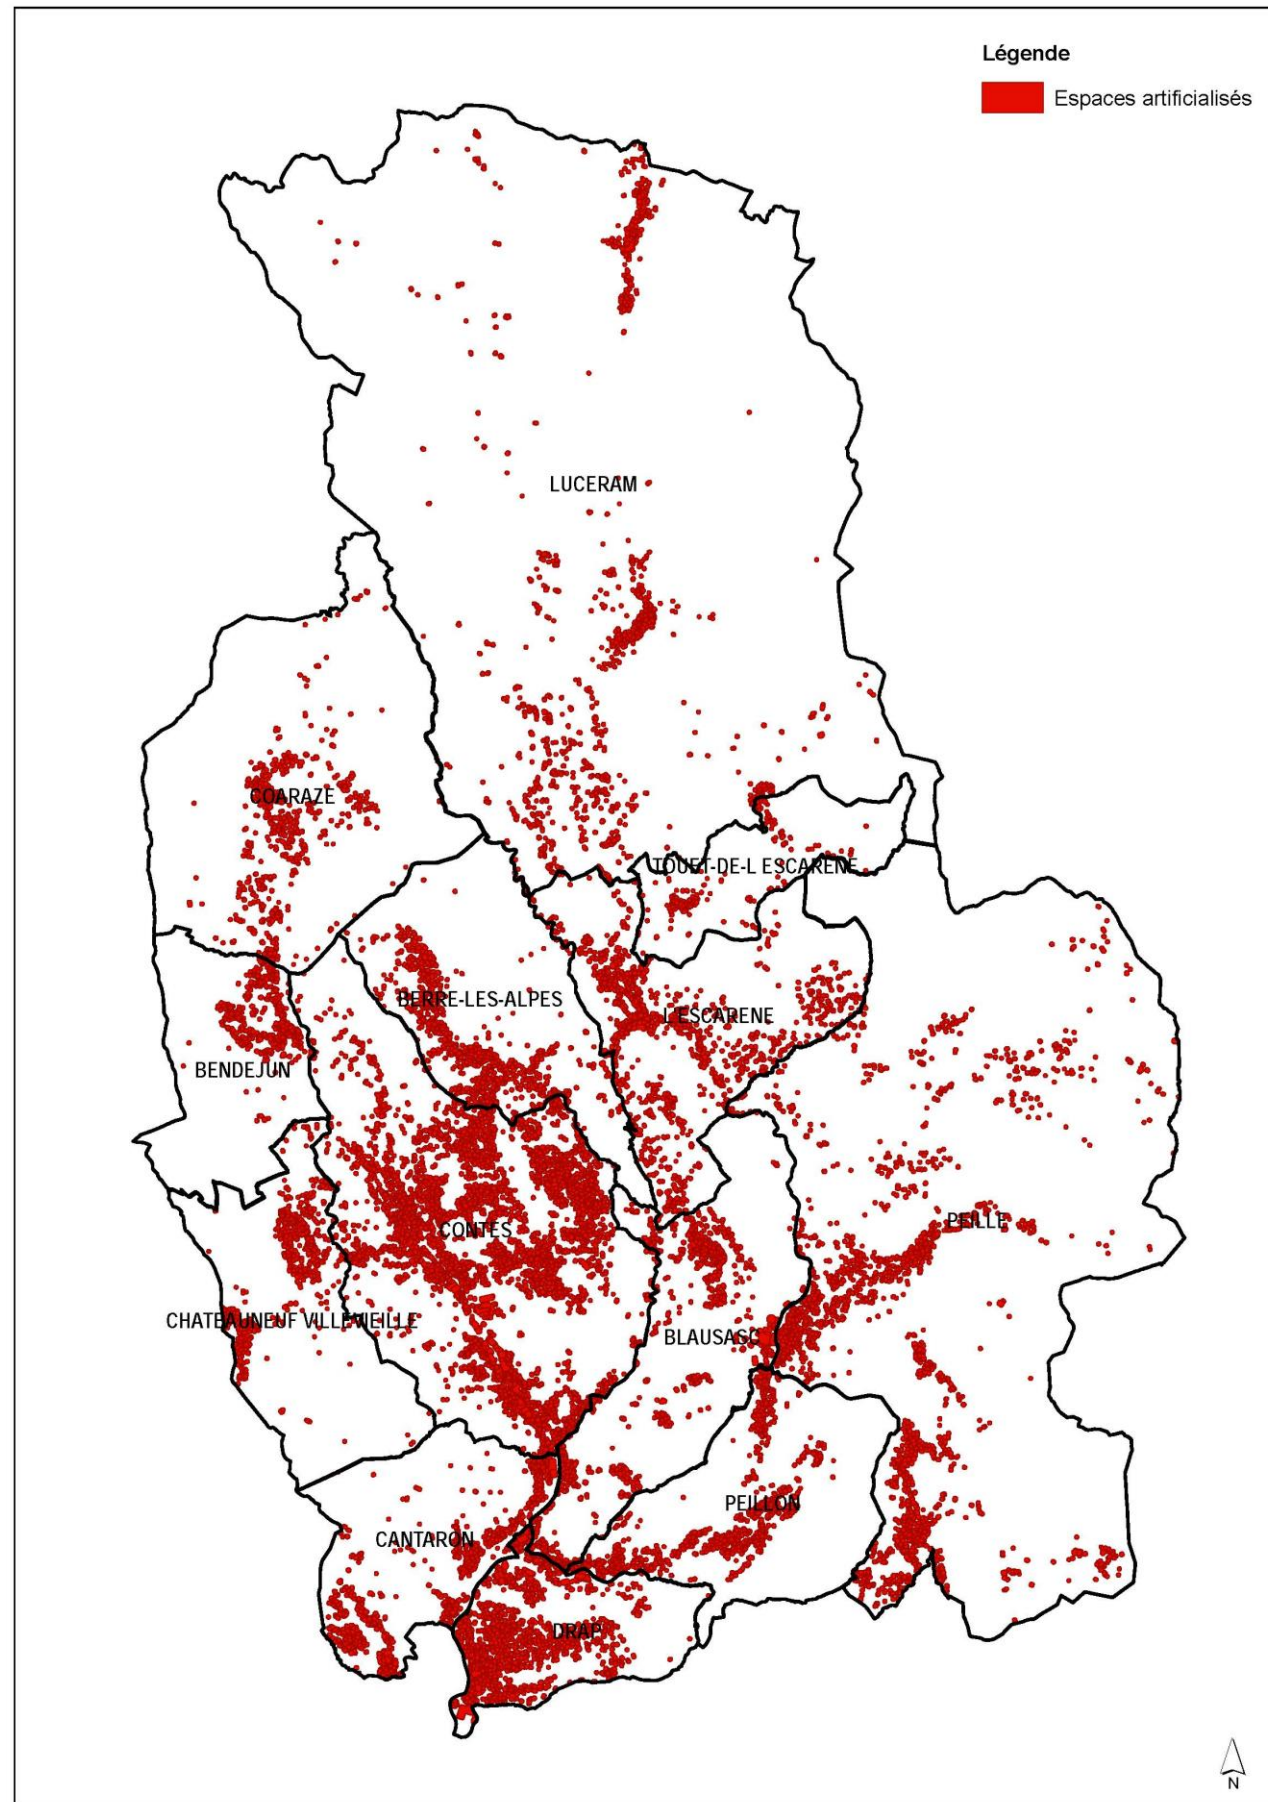 Légende
Espaces artificialisés
LUCERAM
COARAZE
TOUET-DE-L ESCARENE
BERRE-LES-ALPES
L'ESCARENE
BENDEJUN
PEILLE
CONTES
CHATEAUNEUF VILLEVIEILLE
BLAUSASC
PEILLON
CANTARON
DRAP
N